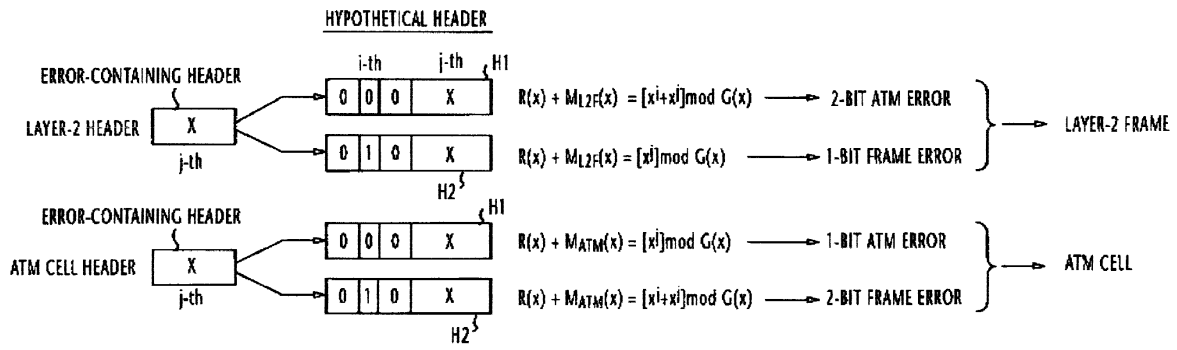 HYPOTHETICAL HEADER
i-th j-th H1
ERROR-CONTAINING HEADER
0 0 0 X R(x) + M_L2F(x) = [x^i+x^j]mod G(x) 2-BIT ATM ERROR
LAYER-2 HEADER X LAYER-2 FRAME
j-th
0 1 0 X R(x) + M_L2F(x) = [x^j]mod G(x) 1-BIT FRAME ERROR
H2
ERROR-CONTAINING HEADER
H1
0 0 0 X R(x) + M_ATM(x) = [x^j]mod G(x) 1-BIT ATM ERROR
ATM CELL HEADER X ATM CELL
j-th
0 1 0 X R(x) + M_ATM(x) = [x^i+x^j]mod G(x) 2-BIT FRAME ERROR
H2